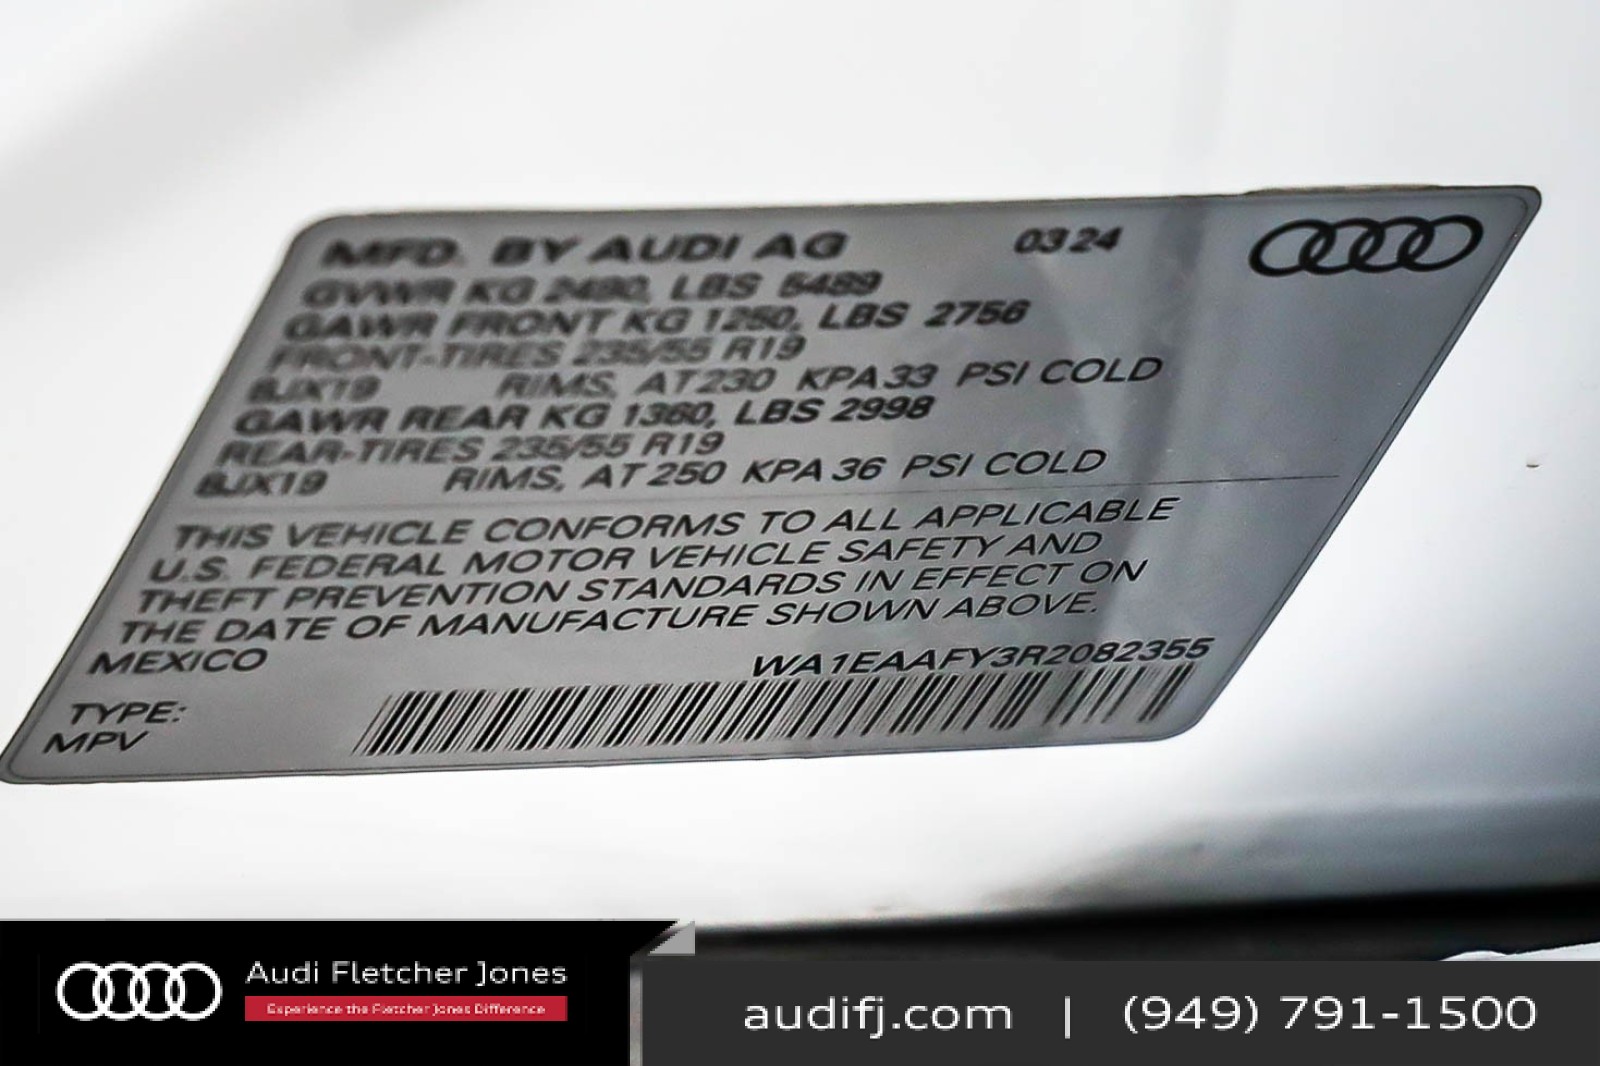 MFD. BY AUDI AG 03 24
GVWR KG 2490, LBS 5489
GAWR FRONT KG 1250, LBS 2756
FRONT-TIRES 235/55 R19
8JX19 RIMS, AT 230 KPA 33 PSI COLD
GAWR REAR KG 1360, LBS 2998
REAR-TIRES 235/55 R19
8JX19 RIMS, AT 250 KPA 36 PSI COLD
THIS VEHICLE CONFORMS TO ALL APPLICABLE
U.S. FEDERAL MOTOR VEHICLE SAFETY AND
THEFT PREVENTION STANDARDS IN EFFECT ON
THE DATE OF MANUFACTURE SHOWN ABOVE.
MEXICO WA1EAAFY3R2082355
TYPE:
MPV
Audi Fletcher Jones
Experience the Fletcher Jones Difference
audifj.com | (949) 791-1500